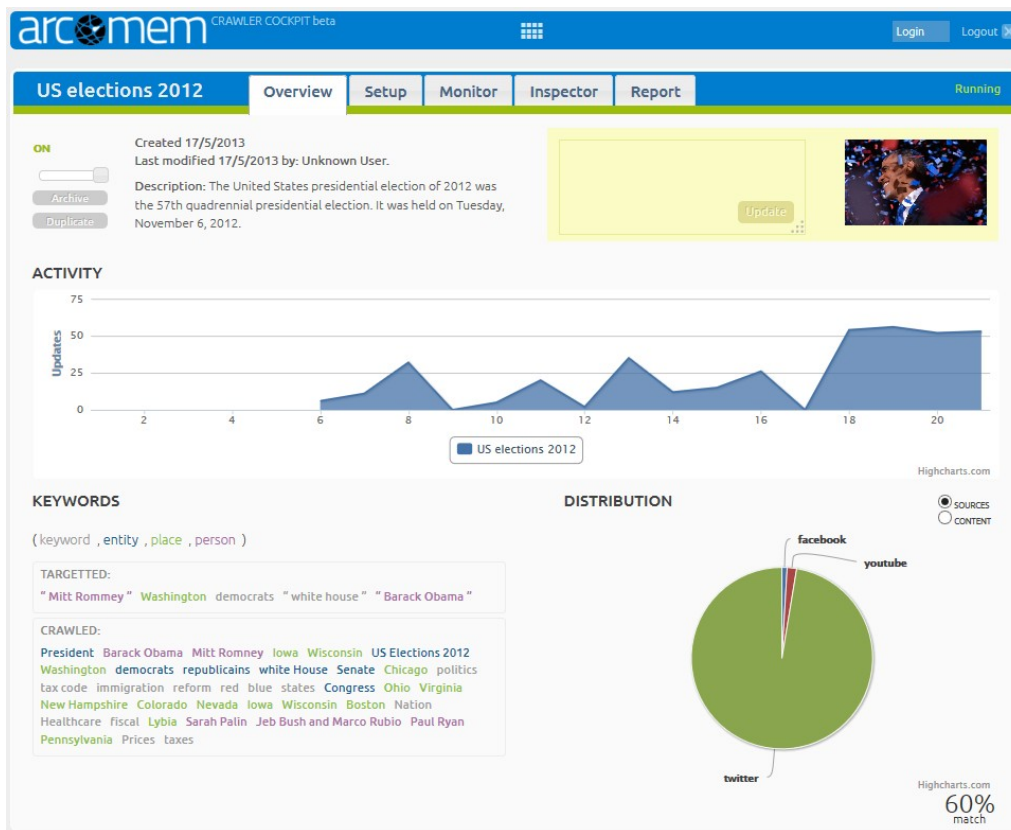 arcomem CRAWLER COCKPIT beta
Login Logout
US elections 2012 Overview Setup Monitor Inspector Report Running
ON
Archive
Duplicate
Created 17/5/2013
Last modified 17/5/2013 by: Unknown User.
Description: The United States presidential election of 2012 was
the 57th quadrennial presidential election. It was held on Tuesday,
November 6, 2012.
Update
ACTIVITY
Updates
75
50
25
0
2 4 6 8 10 12 14 16 18 20
US elections 2012
Highcharts.com
KEYWORDS
(keyword , entity , place , person )
TARGETTED:
" Mitt Rommey " Washington democrats " white house " " Barack Obama "
CRAWLED:
President Barack Obama Mitt Romney Iowa Wisconsin US Elections 2012
Washington democrats republicains white House Senate Chicago politics
tax code immigration reform red blue states Congress Ohio Virginia
New Hampshire Colorado Nevada Iowa Wisconsin Boston Nation
Healthcare fiscal Lybia Sarah Palin Jeb Bush and Marco Rubio Paul Ryan
Pennsylvania Prices taxes
DISTRIBUTION
SOURCES
CONTENT
facebook
youtube
twitter
Highcharts.com
60%
match